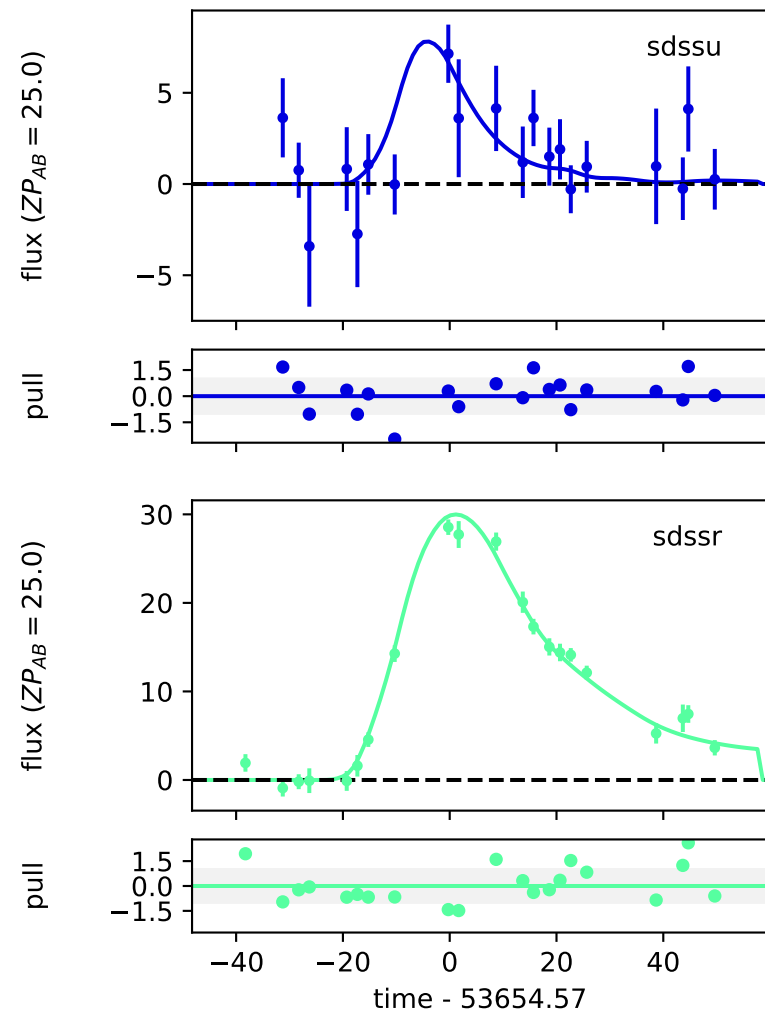 sdssu
flux (ZP_AB = 25.0)
5
0
−5
pull
1.5
0.0
−1.5
sdssr
flux (ZP_AB = 25.0)
30
20
10
0
pull
1.5
0.0
−1.5
−40 −20 0 20 40
time - 53654.57